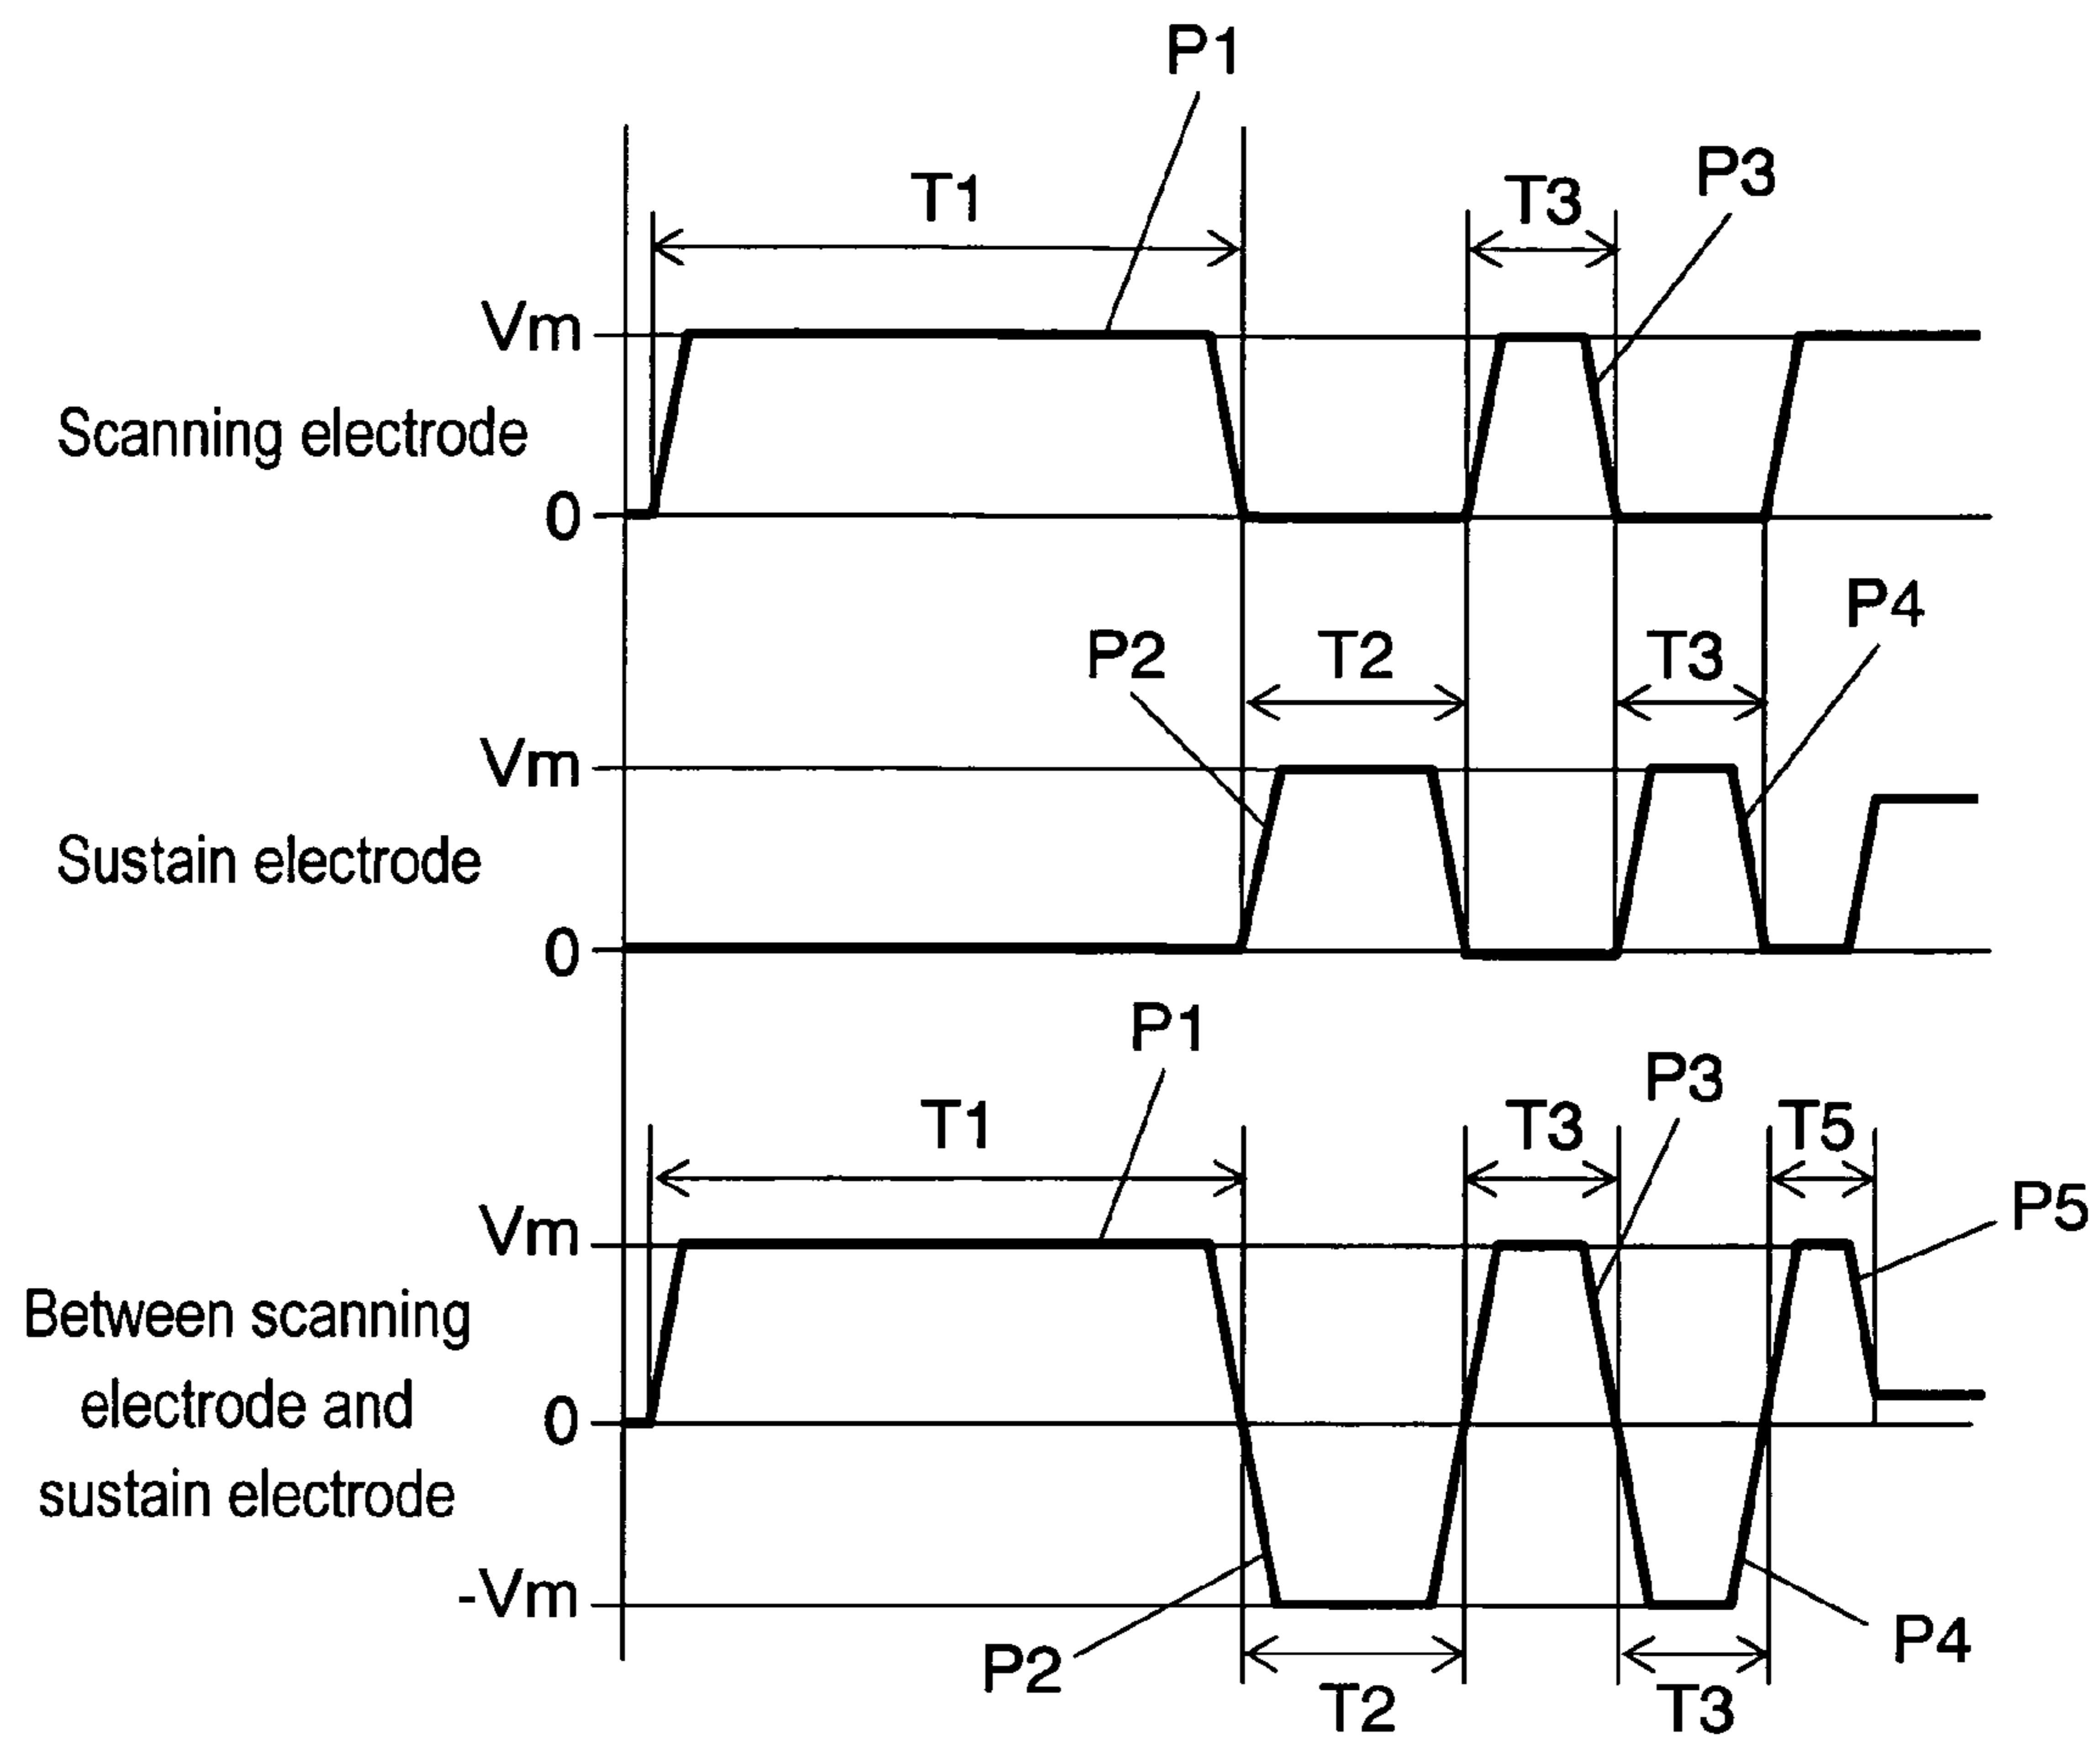 P1
P3
T1
T3
Vm
Scanning electrode
0
P4
P2
T2
T3
Vm
Sustain electrode
0
P1
P3
T1
T3
T5
P5
Vm
Between scanning
electrode and
sustain electrode
0
-Vm
P2
P4
T2
T3